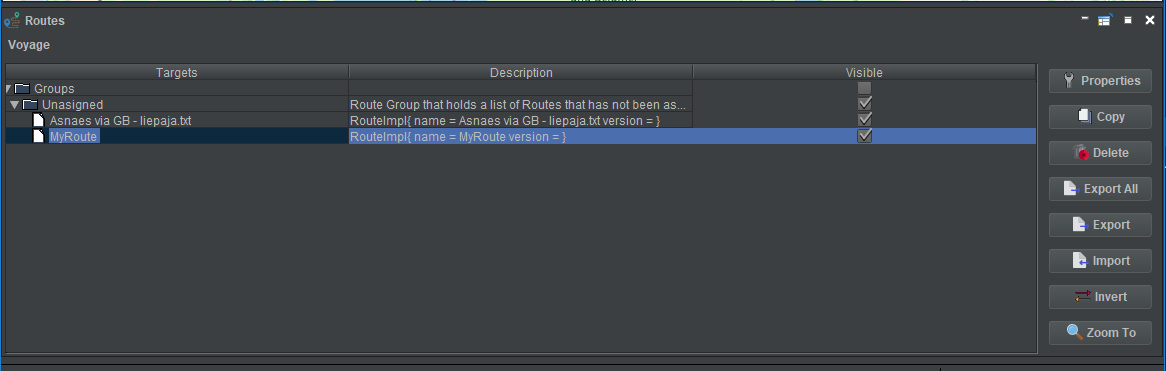 Routes
Voyage
Targets Description Visible
Groups
Unasigned Route Group that holds a list of Routes that has not been as...
Asnaes via GB - liepaja.txt RouteImpl{ name = Asnaes via GB - liepaja.txt version = }
MyRoute RouteImpl{ name = MyRoute version = }
Properties
Copy
Delete
Export All
Export
Import
Invert
Zoom To